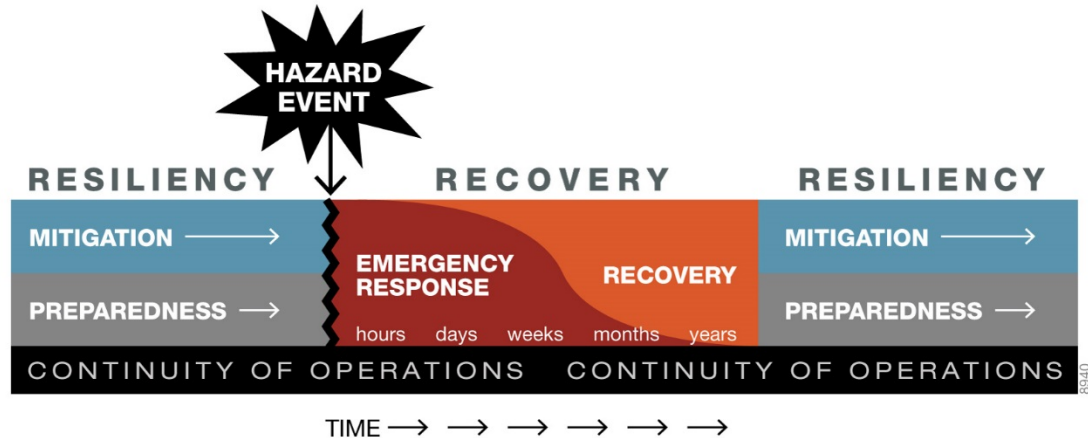 HAZARD
EVENT
RESILIENCY RECOVERY RESILIENCY
MITIGATION
PREPAREDNESS
EMERGENCY
RESPONSE
RECOVERY
hours days weeks months years
MITIGATION
PREPAREDNESS
CONTINUITY OF OPERATIONS CONTINUITY OF OPERATIONS
8940
TIME